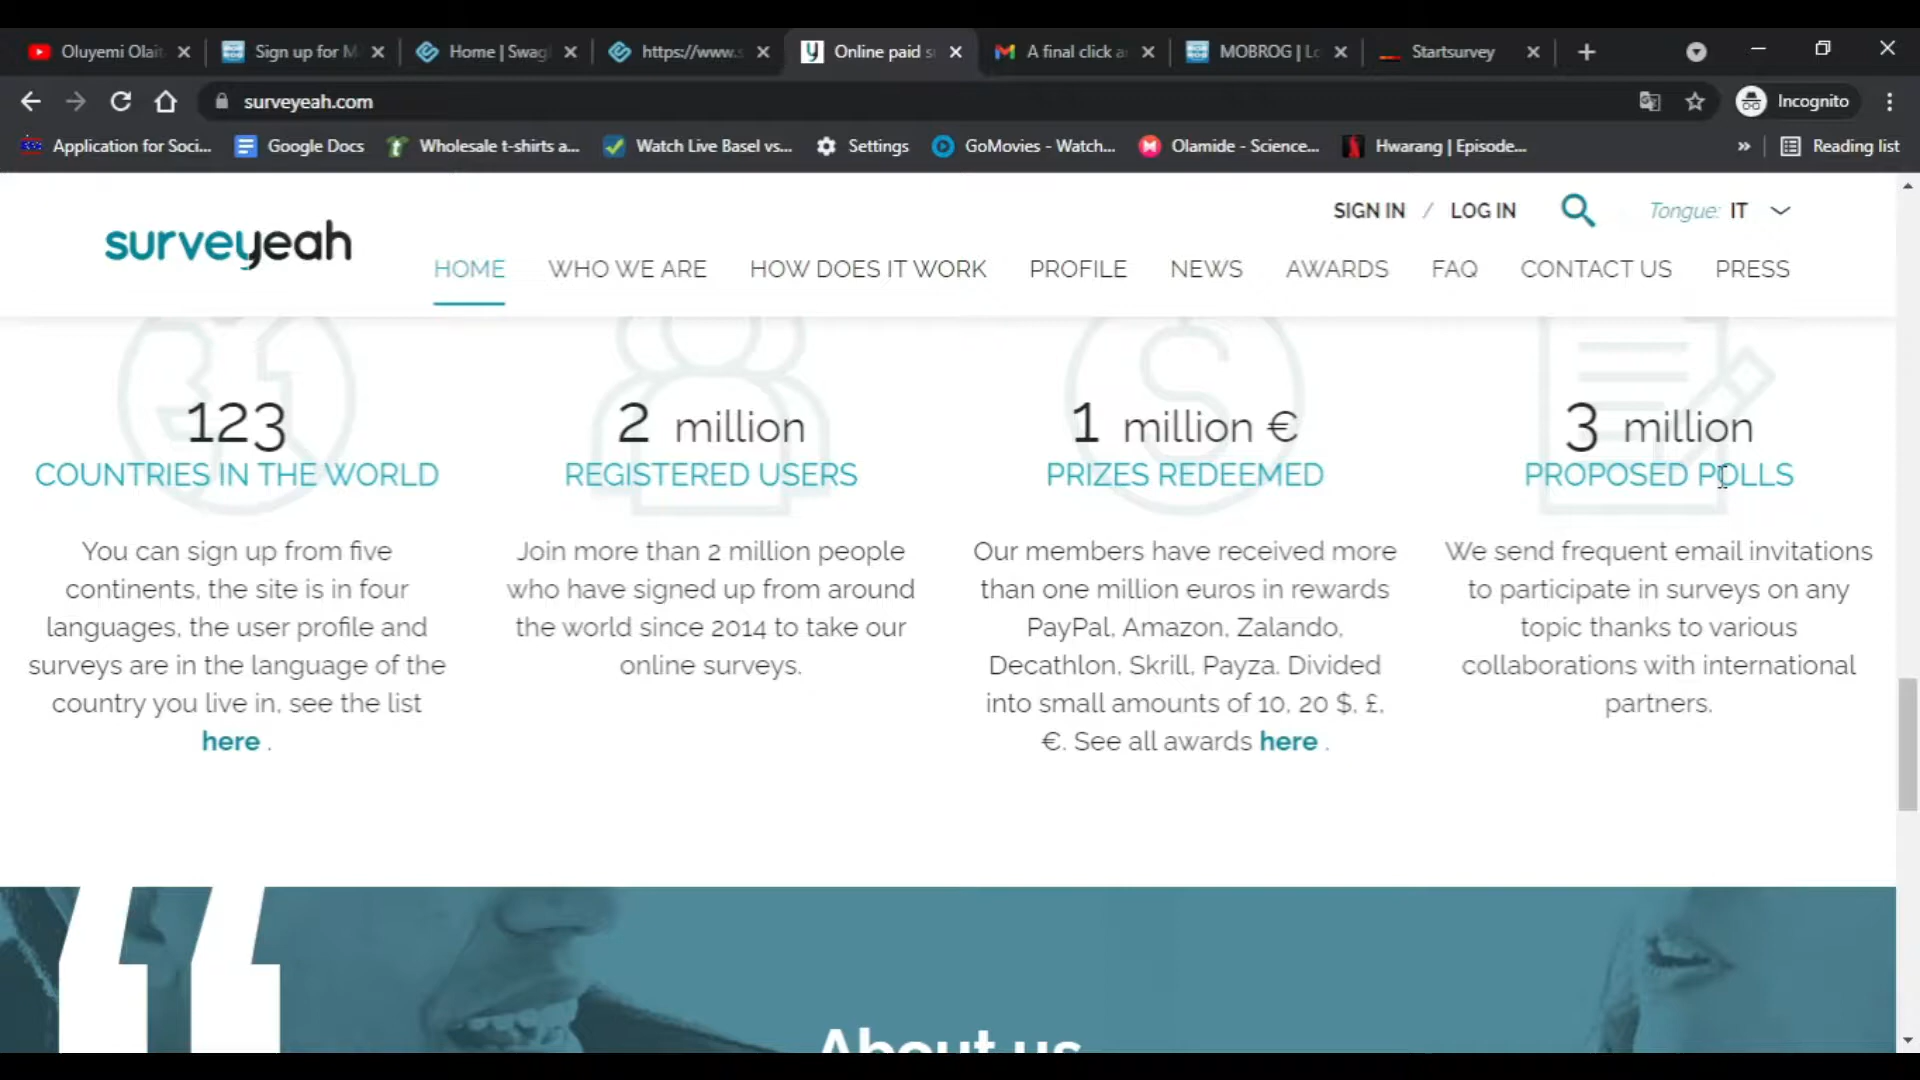 Oluyemi Olait
Sign up for M
Home | Swag
https://www.s
Online paid s
A final click a
MOBROG | Lo
Startsurvey
surveyeah.com
Incognito
Application for Soci...
Google Docs
Wholesale t-shirts a...
Watch Live Basel vs...
Settings
GoMovies - Watch...
Olamide - Science...
Hwarang | Episode...
»
Reading list
SIGN IN / LOG IN
Tongue: IT
surveyeah
HOME
WHO WE ARE
HOW DOES IT WORK
PROFILE
NEWS
AWARDS
FAQ
CONTACT US
PRESS
123
COUNTRIES IN THE WORLD
You can sign up from five
continents, the site is in four
languages, the user profile and
surveys are in the language of the
country you live in, see the list
here .
2 million
REGISTERED USERS
Join more than 2 million people
who have signed up from around
the world since 2014 to take our
online surveys.
1 million €
PRIZES REDEEMED
Our members have received more
than one million euros in rewards
PayPal, Amazon, Zalando,
Decathlon, Skrill, Payza. Divided
into small amounts of 10, 20 $, £,
€. See all awards here .
3 million
PROPOSED POLLS
We send frequent email invitations
to participate in surveys on any
topic thanks to various
collaborations with international
partners.
About us